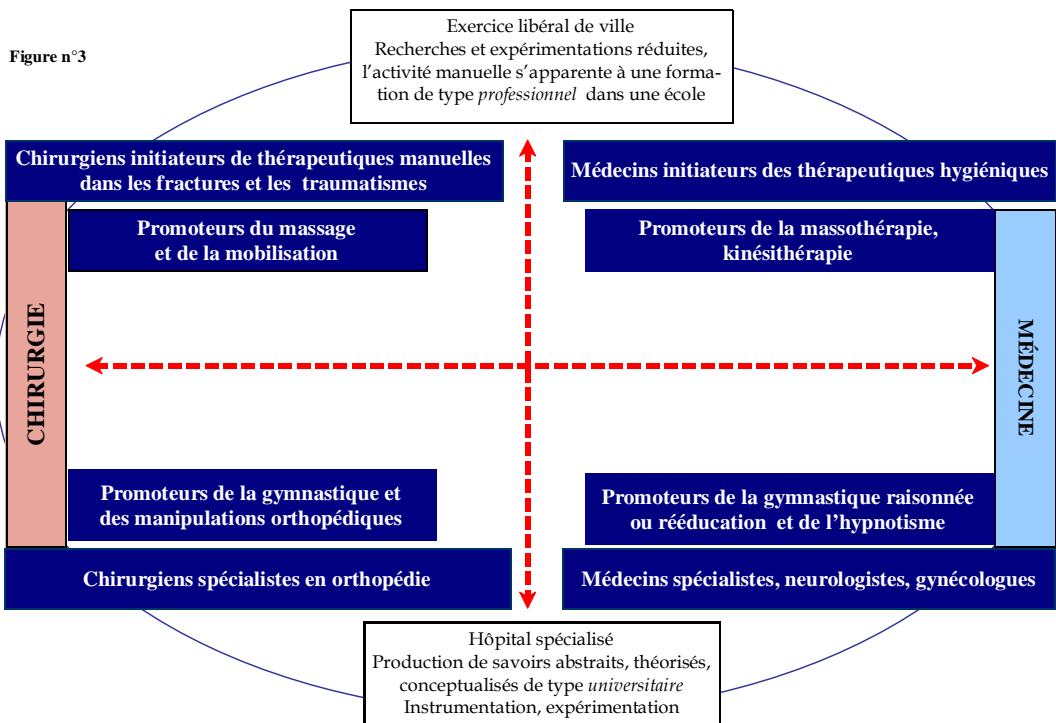 Figure n°3
Exercice libéral de ville
Recherches et expérimentations réduites,
l'activité manuelle s'apparente à une forma-
tion de type professionnel dans une école
Chirurgiens initiateurs de thérapeutiques manuelles
dans les fractures et les traumatismes
Médecins initiateurs des thérapeutiques hygiéniques
Promoteurs du massage
et de la mobilisation
Promoteurs de la massothérapie,
kinésithérapie
CHIRURGIE
MÉDECINE
Promoteurs de la gymnastique et
des manipulations orthopédiques
Promoteurs de la gymnastique raisonnée
ou rééducation et de l'hypnotisme
Chirurgiens spécialistes en orthopédie
Médecins spécialistes, neurologistes, gynécologues
Hôpital spécialisé
Production de savoirs abstraits, théorisés,
conceptualisés de type universitaire
Instrumentation, expérimentation